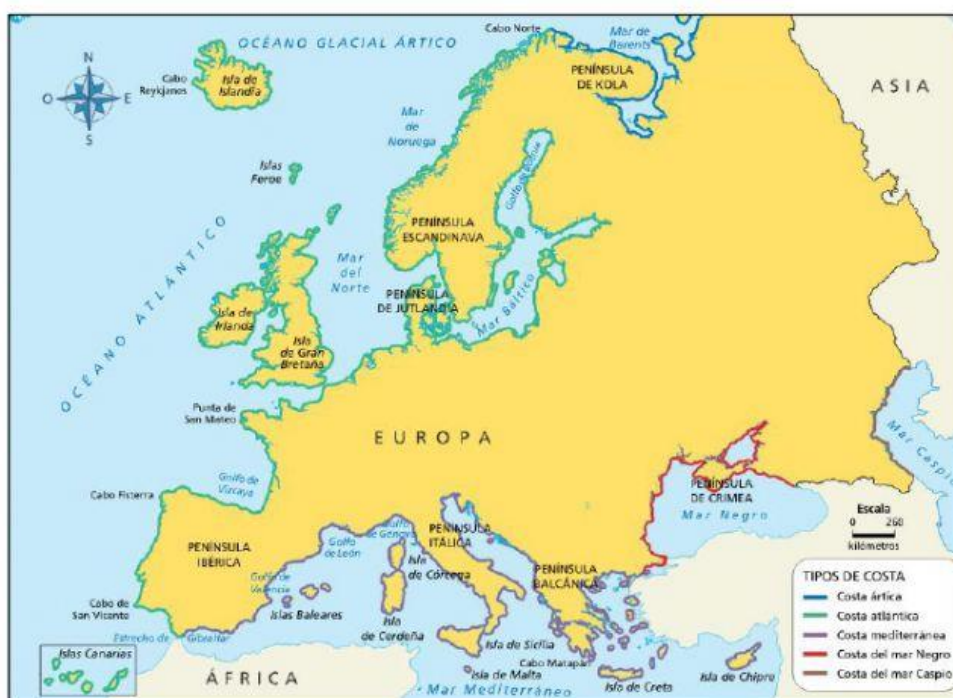 OCÉANO GLACIAL ÁRTICO
Cabo Norte
Mar de
Barents
N
O
E
S
Cabo
Reykjanes
Isla de
Islandia
PENÍNSULA
DE KOLA
ASIA
Mar
de
Noruega
Islas
Feroe
Golfo de Botnia
PENÍNSULA
ESCANDINAVA
OCÉANO ATLÁNTICO
Mar
del
Norte
PENÍNSULA
DE JUTLANDIA
Mar Báltico
Isla de
Irlanda
Isla
de Gran
Bretaña
Punta de
San Mateo
EUROPA
Mar Caspio
Golfo de
Vizcaya
Cabo Fisterra
PENÍNSULA
DE CRIMEA
Mar Negro
Escala
0 260
kilómetros
PENÍNSULA
IBÉRICA
Golfo
de León
Golfo
de Génova
PENÍNSULA
ITÁLICA
Isla
de Córcega
PENÍNSULA
BALCÁNICA
Golfo de
Valencia
Islas Baleares
Isla
de Cerdeña
Cabo de
San Vicente
Estrecho de Gibraltar
Isla de Sicilia
Islas Canarias
ÁFRICA
Isla de Malta
Cabo Matapán
Mar Mediterráneo
Isla de Creta
Isla de Chipre
TIPOS DE COSTA
Costa ártica
Costa atlántica
Costa mediterránea
Costa del mar Negro
Costa del mar Caspio